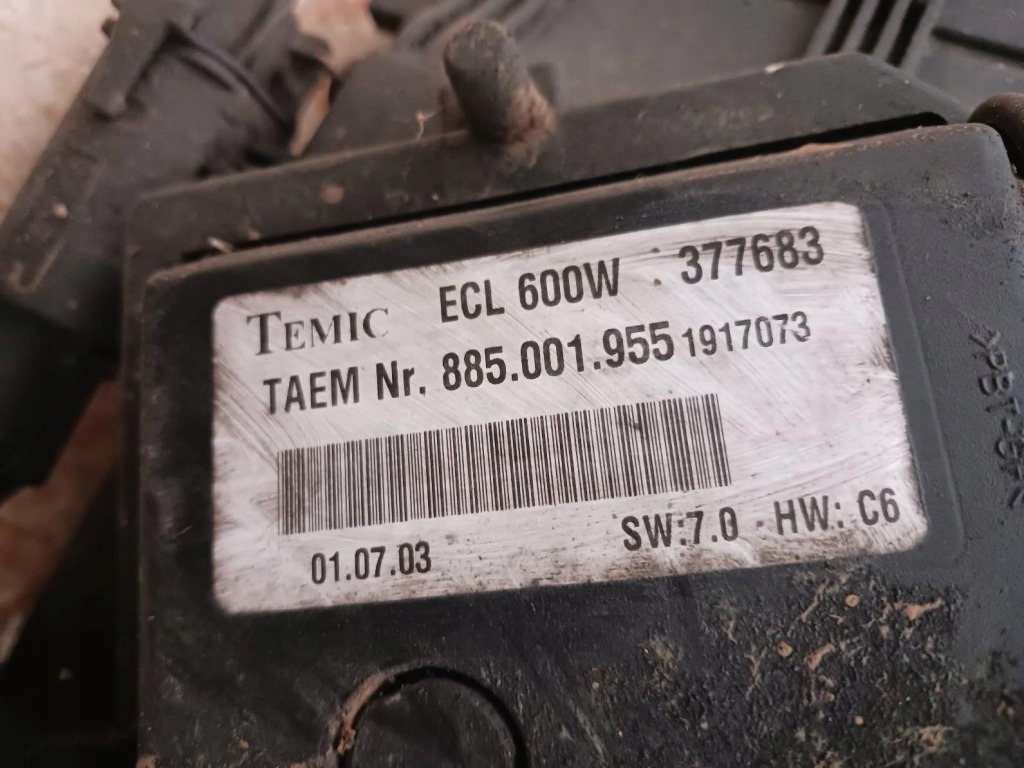 TEMIC ECL 600W 377683
TAEM Nr. 885.001.955 1917073
01.07.03 SW:7.0 HW: C6